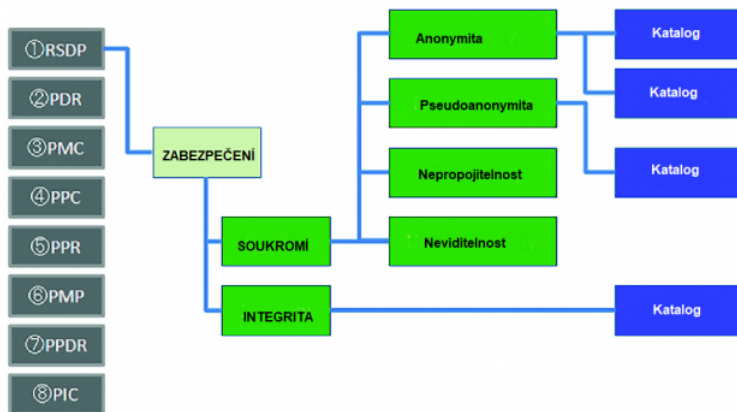 ①RSDP
②PDR
③PMC
④PPC
⑤PPR
⑥PMP
⑦PPDR
⑧PIC
ZABEZPEČENÍ
SOUKROMÍ
INTEGRITA
Anonymita
Pseudoanonymita
Nepropojitelnost
Neviditelnost
Katalog
Katalog
Katalog
Katalog